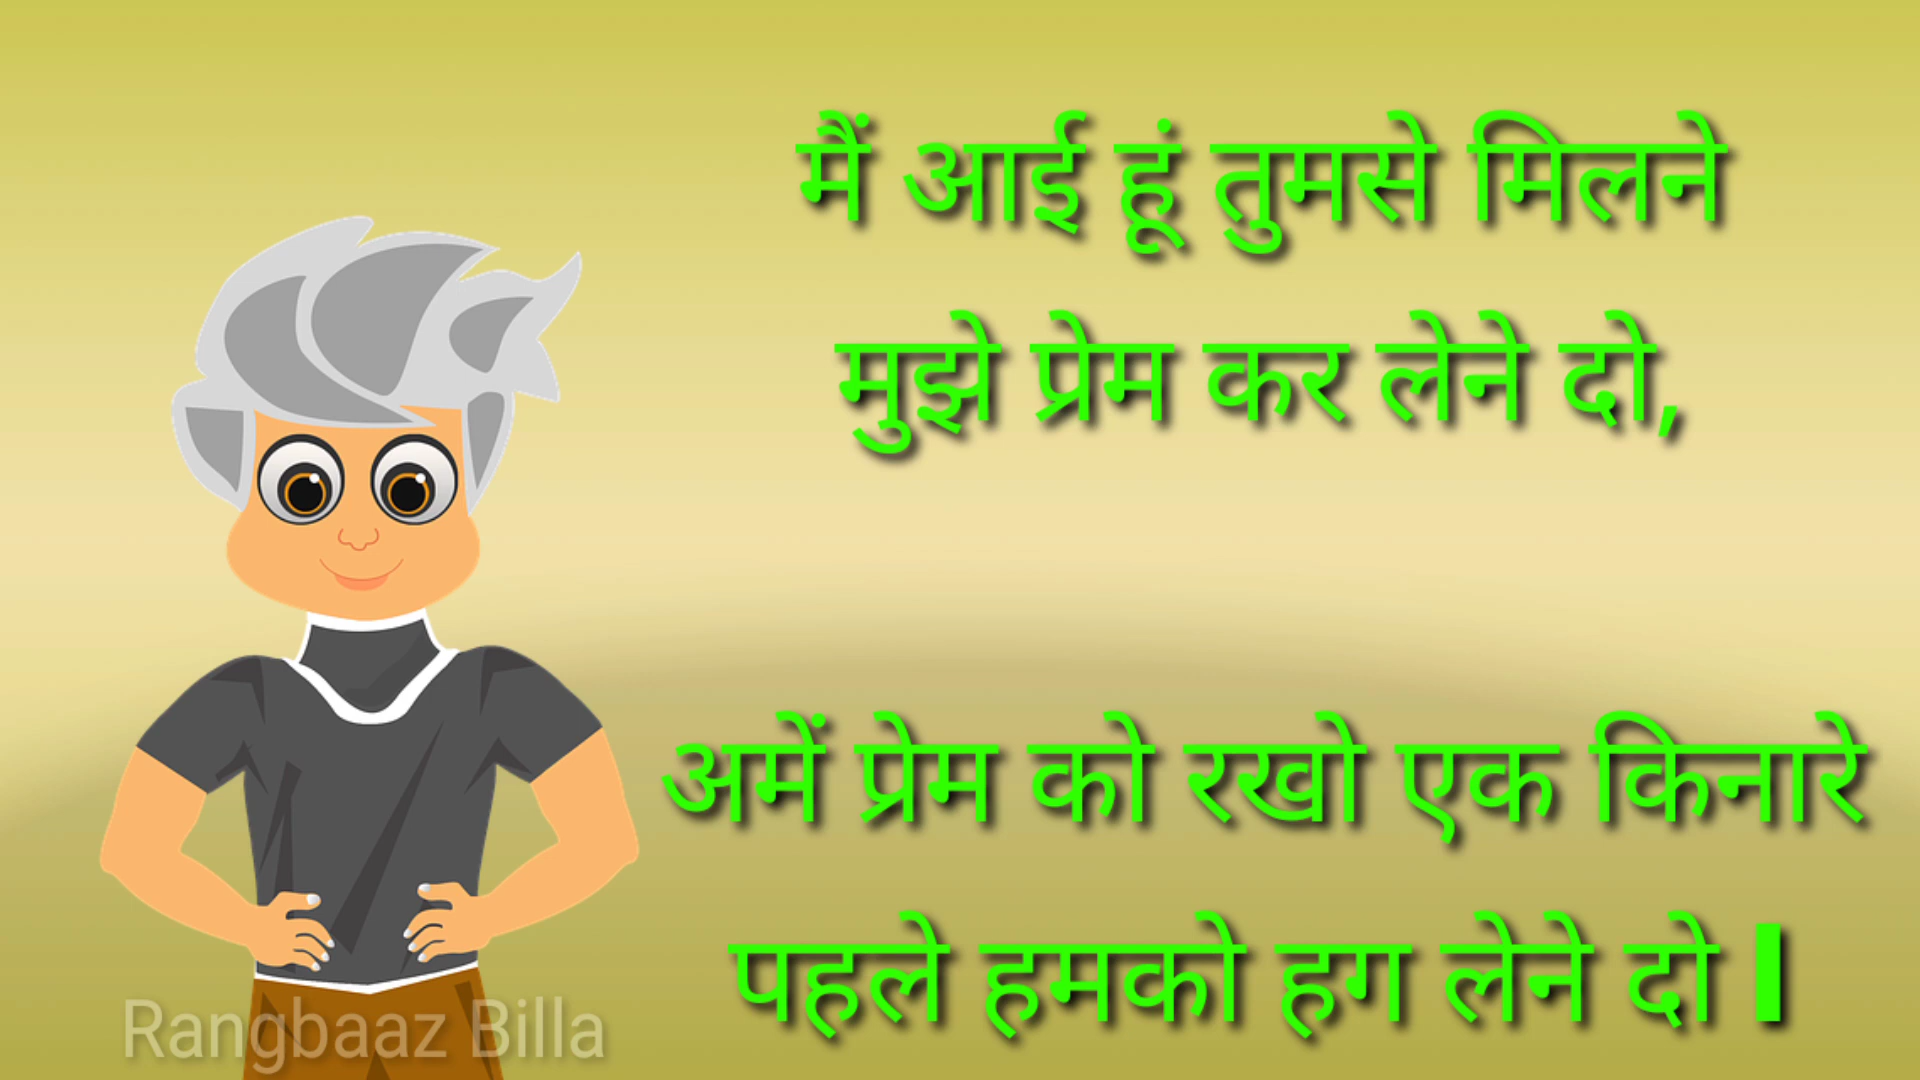 मैं आई हूं तुमसे मिलने
मुझे प्रेम कर लेने दो,
अमें प्रेम को रखो एक किनारे
पहले हमको हग लेने दो |
Rangbaaz Billa